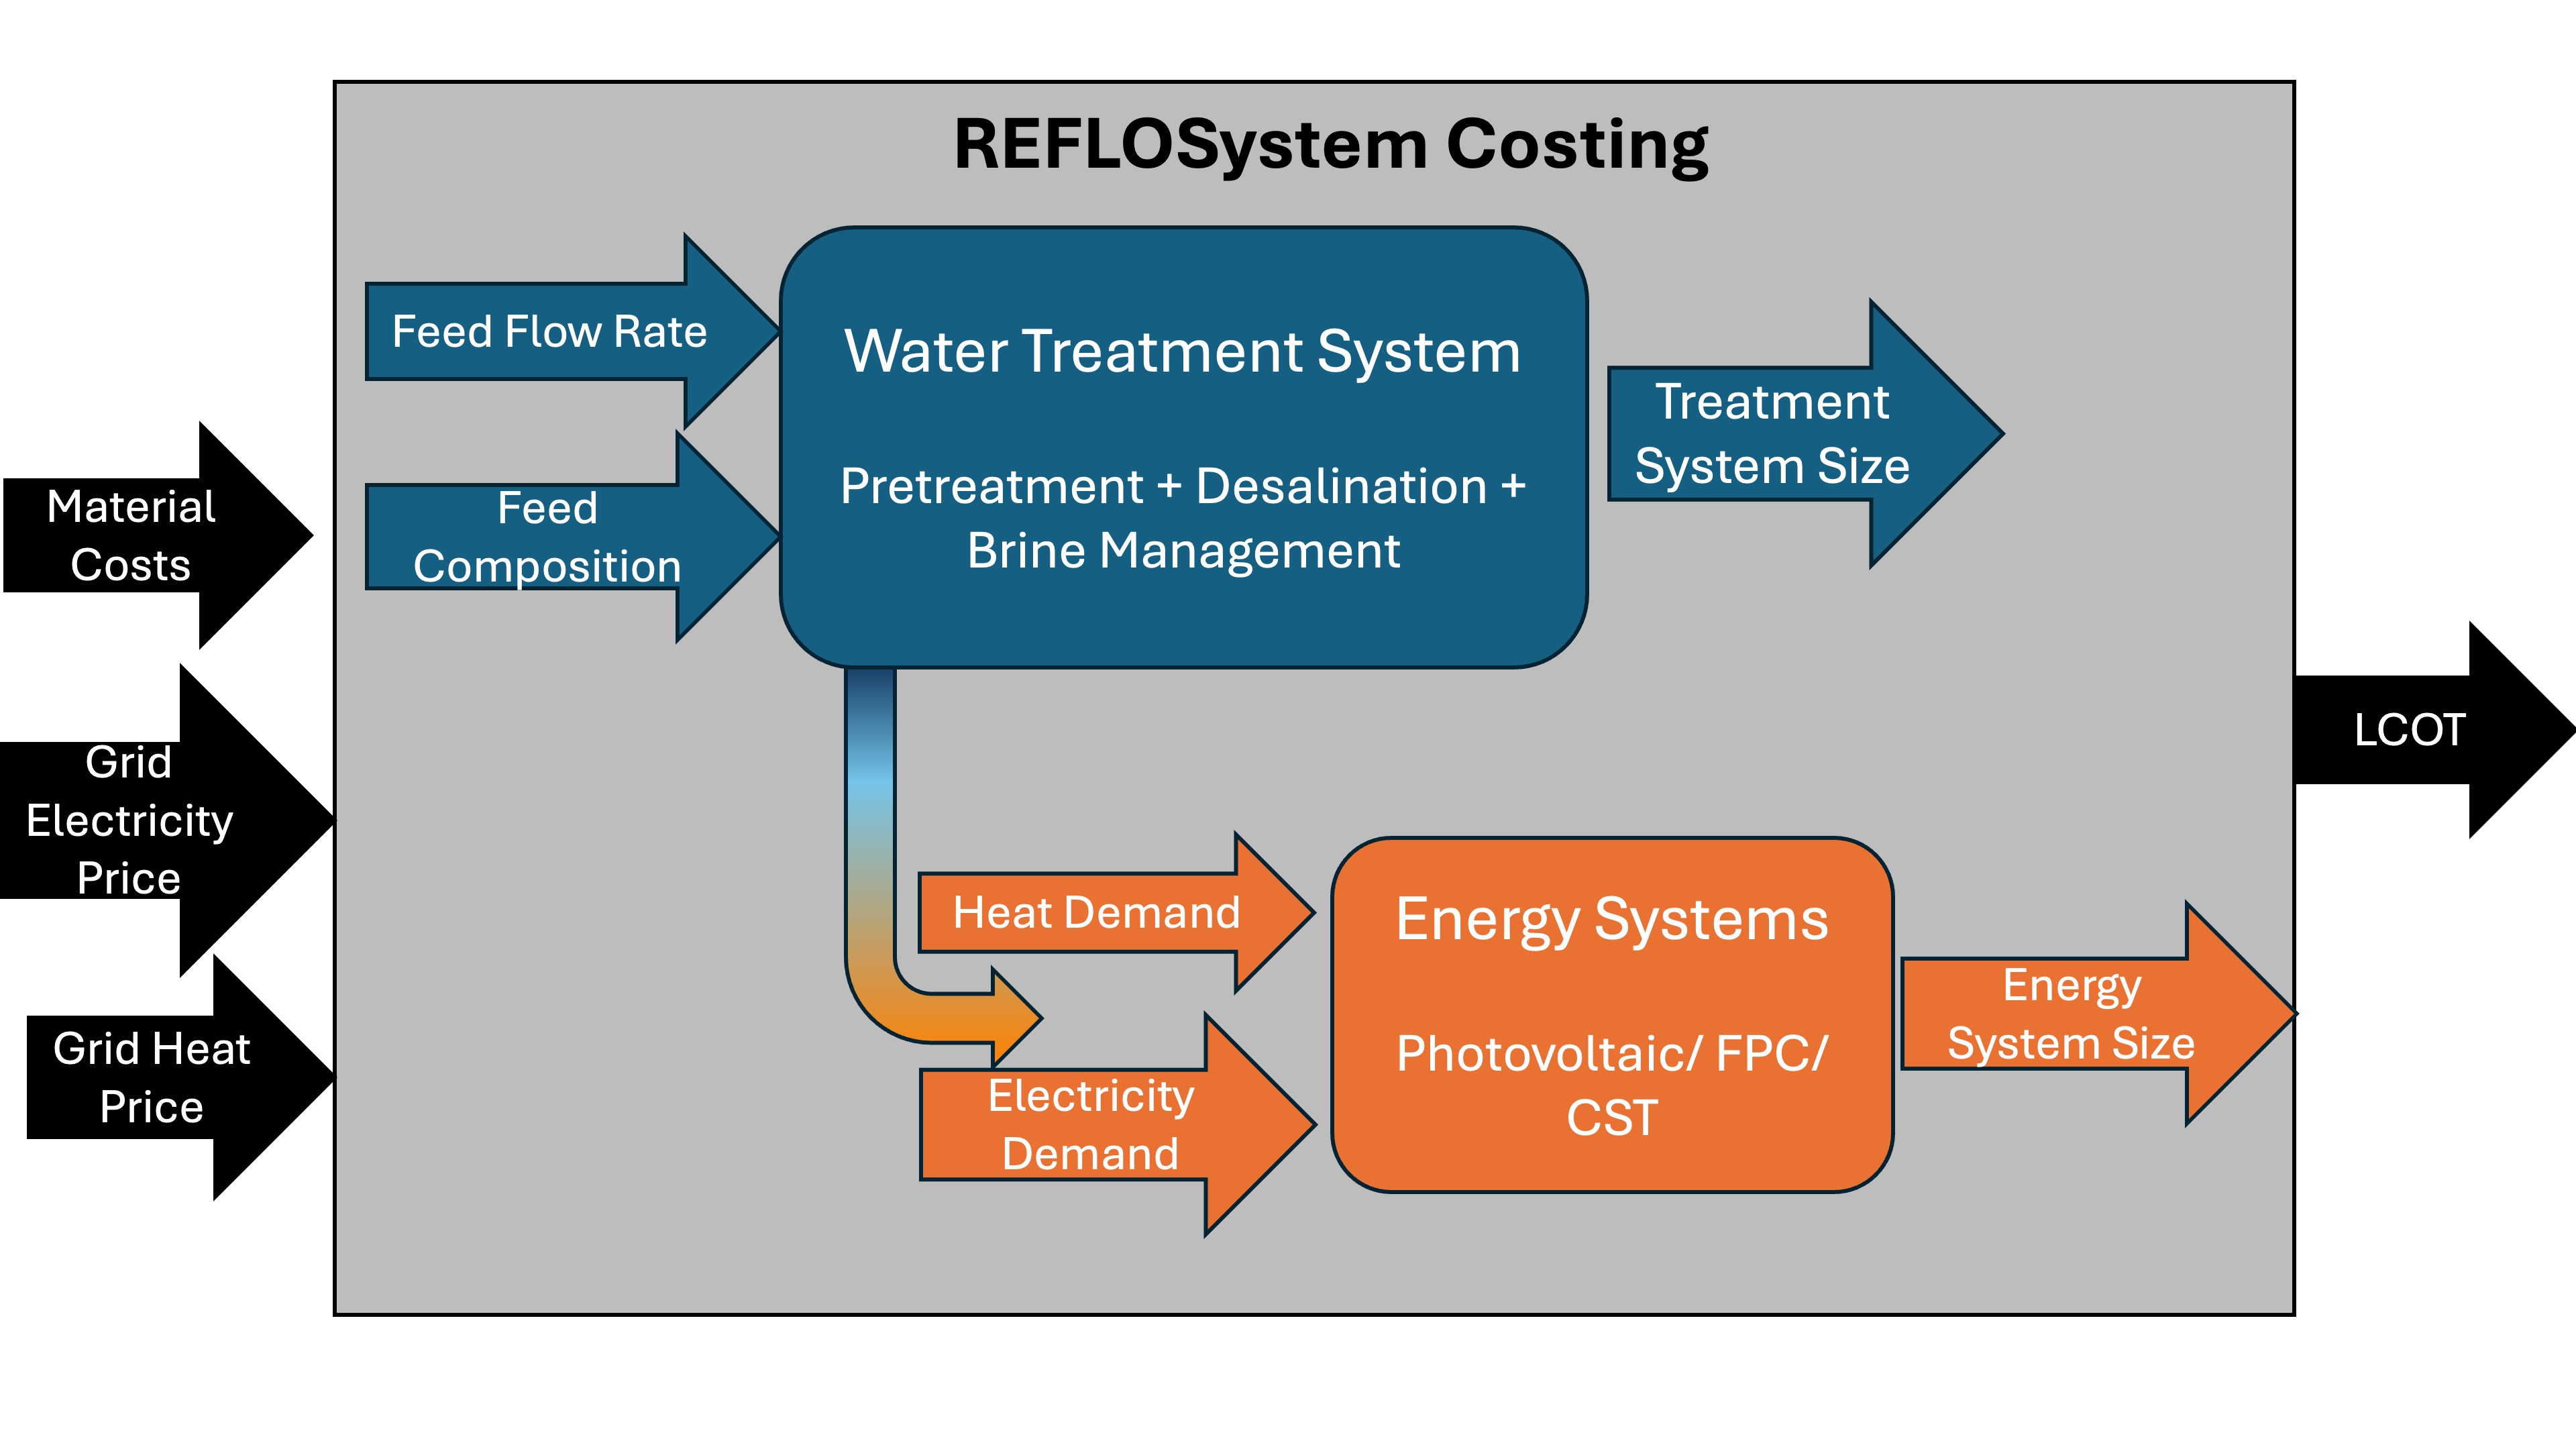 REFLOSystem Costing
Feed Flow Rate
Feed
Composition
Water Treatment System
Pretreatment + Desalination +
Brine Management
Treatment
System Size
Material
Costs
Grid
Electricity
Price
Grid Heat
Price
Heat Demand
Electricity
Demand
Energy Systems
Photovoltaic/ FPC/
CST
Energy
System Size
LCOT